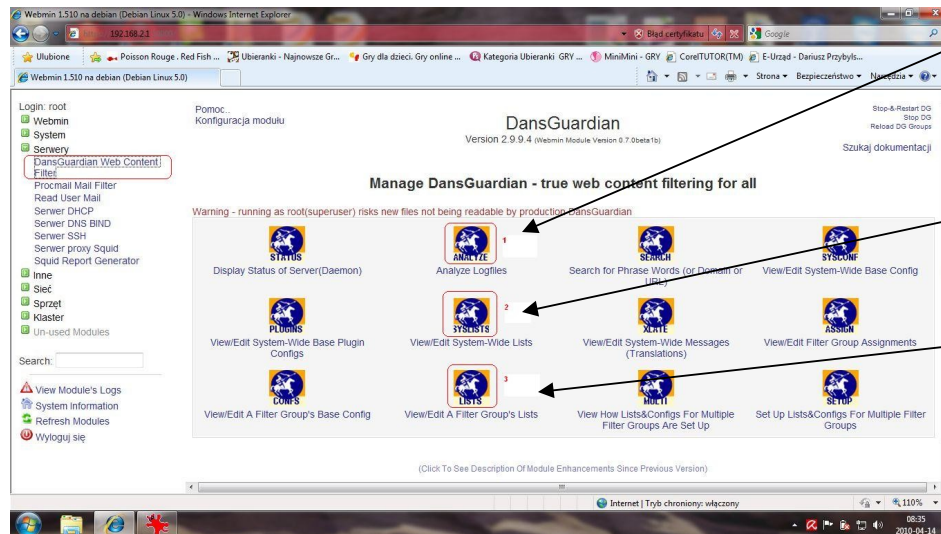 Webmin 1.510 na debian (Debian Linux 5.0) - Windows Internet Explorer
192.168.2.1
Błąd certyfikatu
Google
Ulubione
Poisson Rouge . Red Fish ...
Ubieranki - Najnowsze Gr...
Gry dla dzieci. Gry online ...
Kategoria Ubieranki GRY ...
MiniMini - GRY
CorelTUTOR(TM)
E-Urząd - Dariusz Przybyls...
Webmin 1.510 na debian (Debian Linux 5.0)
Strona
Bezpieczeństwo
Narzędzia
Login: root
Webmin
System
Serwery
DansGuardian Web Content
Filter
Procmail Mail Filter
Read User Mail
Serwer DHCP
Serwer DNS BIND
Serwer SSH
Serwer proxy Squid
Squid Report Generator
Inne
Sieć
Sprzęt
Klaster
Un-used Modules
Search:
View Module's Logs
System Information
Refresh Modules
Wyloguj się
Pomoc..
Konfiguracja modułu
DansGuardian
Version 2.9.9.4 (Webmin Module Version 0.7.0beta1b)
Stop-&-Restart DG
Stop DG
Reload DG Groups
Szukaj dokumentacji
Manage DansGuardian - true web content filtering for all
Warning - running as root(superuser) risks new files not being readable by production DansGuardian
STATUS
Display Status of Server(Daemon)
ANALYZE
1
Analyze Logfiles
SEARCH
Search for Phrase Words (or Domain or
URL)
SYSCONF
View/Edit System-Wide Base Config
PLUGINS
View/Edit System-Wide Base Plugin
Configs
SYSLISTS
2
View/Edit System-Wide Lists
XLATE
View/Edit System-Wide Messages
(Translations)
ASSIGN
View/Edit Filter Group Assignments
CONFS
View/Edit A Filter Group's Base Config
LISTS
3
View/Edit A Filter Group's Lists
MULTI
View How Lists&Configs For Multiple
Filter Groups Are Set Up
SETUP
Set Up Lists&Configs For Multiple Filter
Groups
(Click To See Description Of Module Enhancements Since Previous Version)
Internet | Tryb chroniony: włączony
110%
08:35
2010-04-14